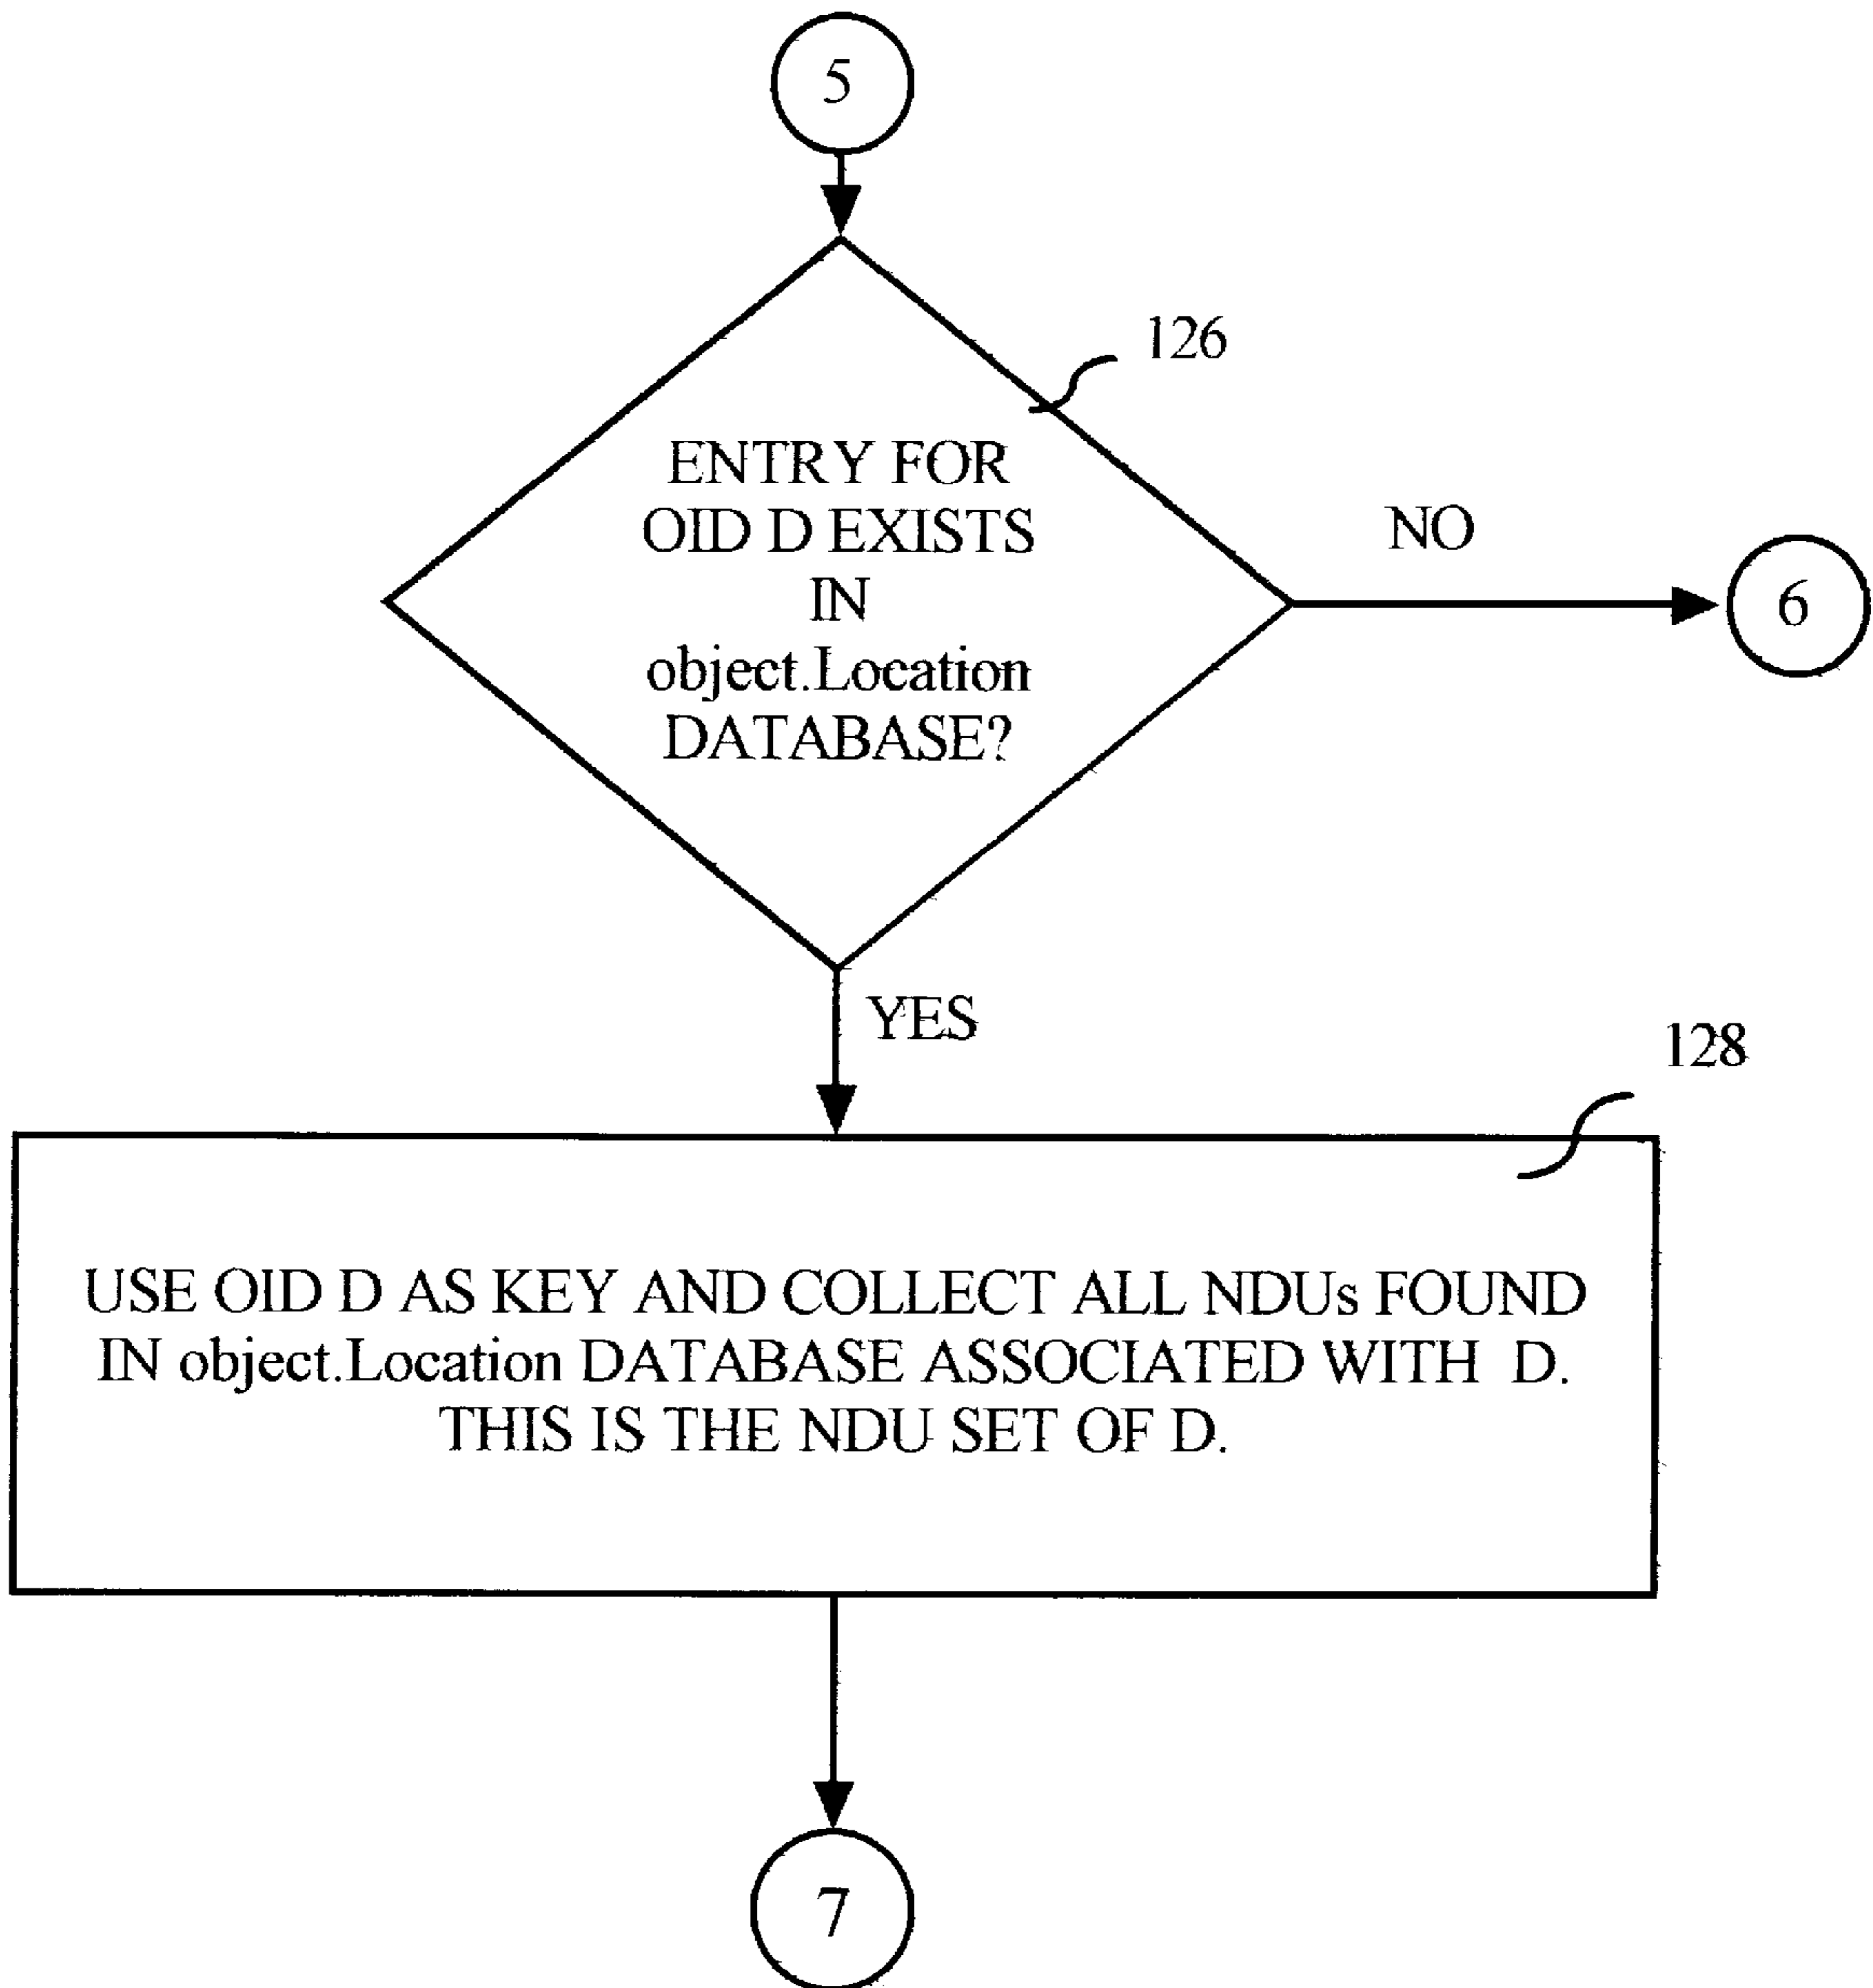 5
126
ENTRY FOR
OID D EXISTS
IN
object.Location
DATABASE?
NO
6
YES
128
USE OID D AS KEY AND COLLECT ALL NDUs FOUND
IN object.Location DATABASE ASSOCIATED WITH D.
THIS IS THE NDU SET OF D.
7